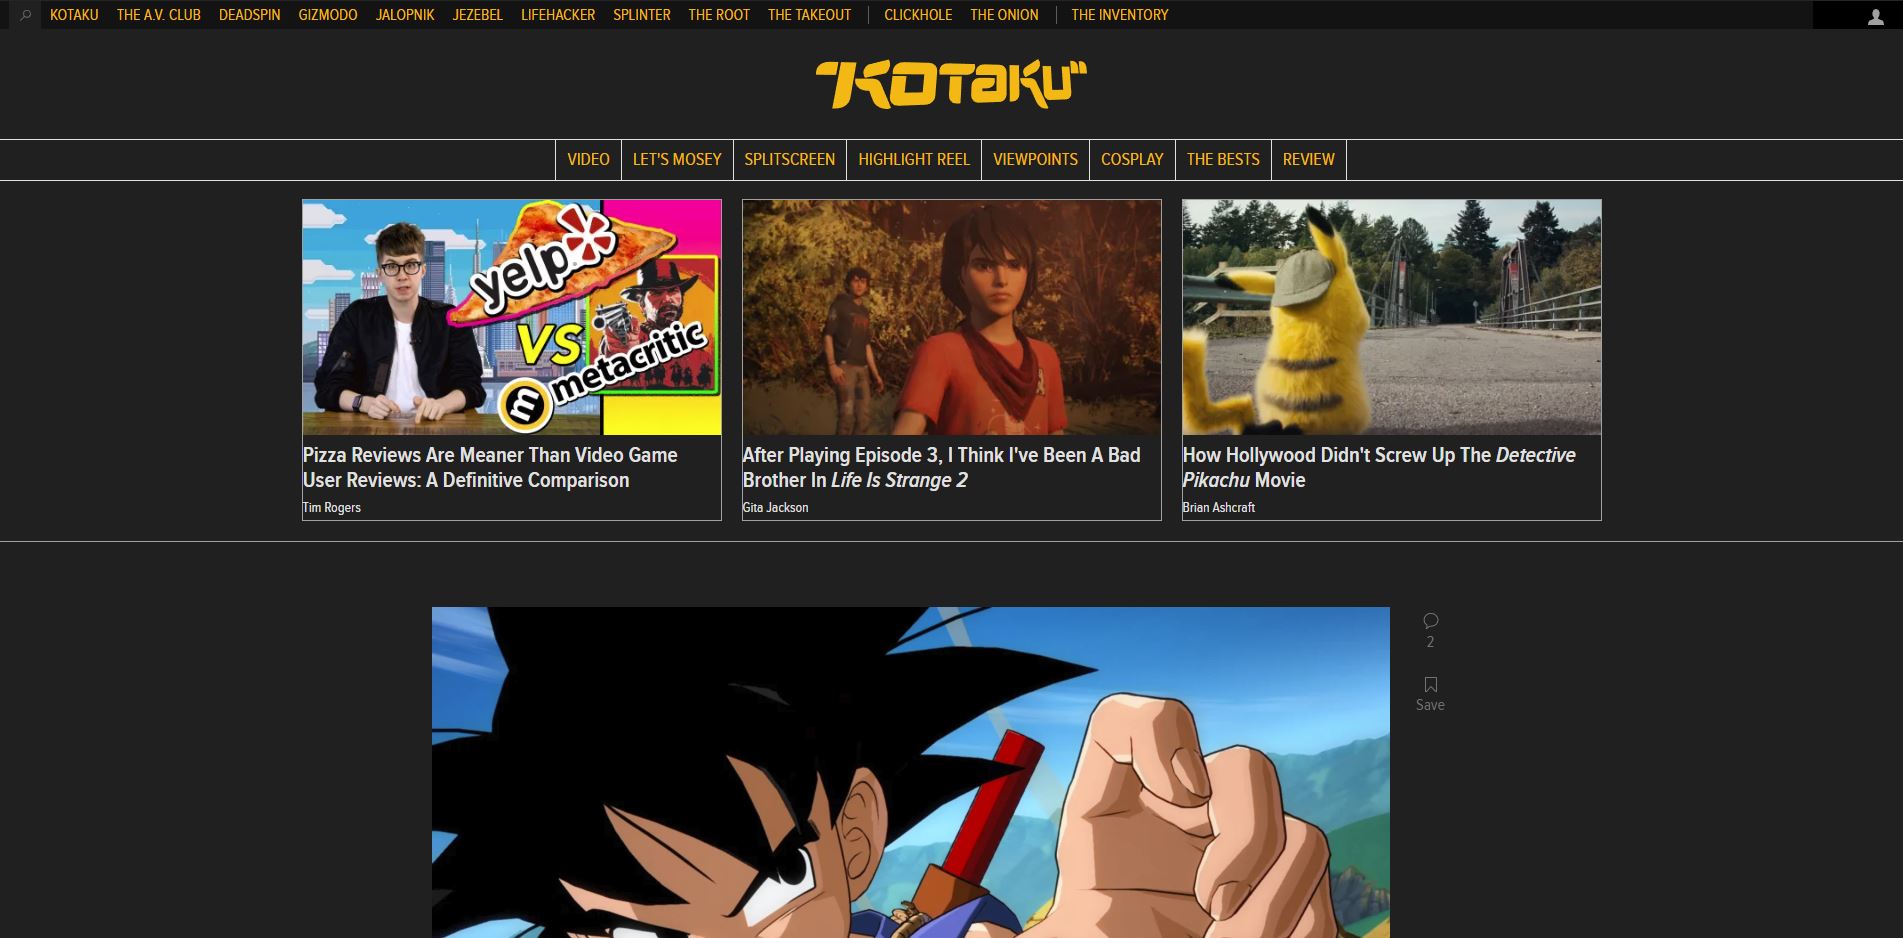 KOTAKU THE A.V. CLUB DEADSPIN GIZMODO JALOPNIK JEZEBEL LIFEHACKER SPLINTER THE ROOT THE TAKEOUT CLICKHOLE THE ONION THE INVENTORY
KOTAKU
VIDEO LET'S MOSEY SPLITSCREEN HIGHLIGHT REEL VIEWPOINTS COSPLAY THE BESTS REVIEW
yelp
VS
m metacritic
Pizza Reviews Are Meaner Than Video Game
User Reviews: A Definitive Comparison
Tim Rogers
After Playing Episode 3, I Think I've Been A Bad
Brother In Life Is Strange 2
Gita Jackson
How Hollywood Didn't Screw Up The Detective
Pikachu Movie
Brian Ashcraft
2
Save